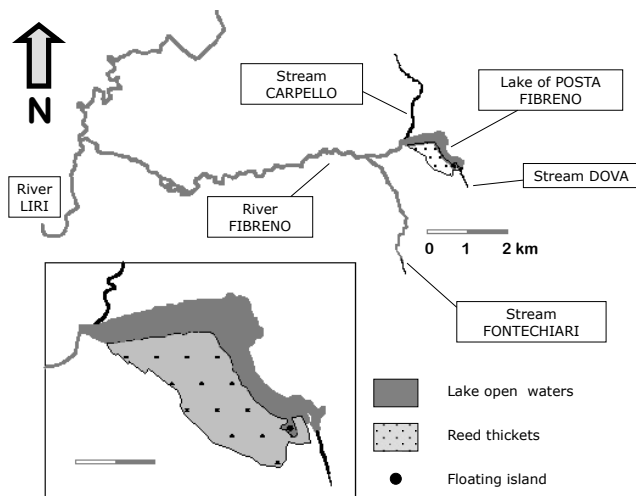 N
Stream
CARPELLO
Lake of POSTA
FIBRENO
River
LIRI
River
FIBRENO
Stream DOVA
0 1 2 km
Stream
FONTECHIARI
Lake open waters
Reed thickets
Floating island